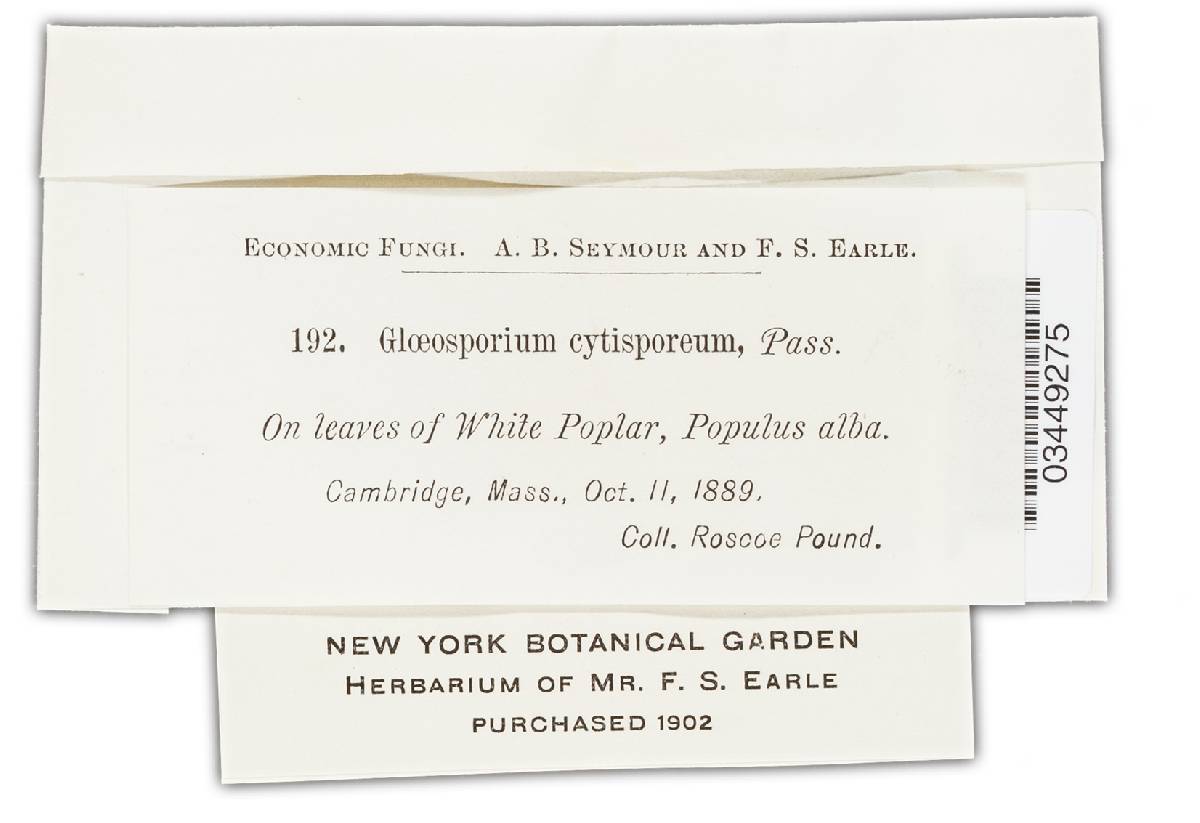 Economic Fungi. A. B. Seymour and F. S. Earle.
192. Glœosporium cytisporeum, Pass.
On leaves of White Poplar, Populus alba.
Cambridge, Mass., Oct. 11, 1889.
Coll. Roscoe Pound.
03449275
NEW YORK BOTANICAL GARDEN
HERBARIUM OF MR. F. S. EARLE
PURCHASED 1902